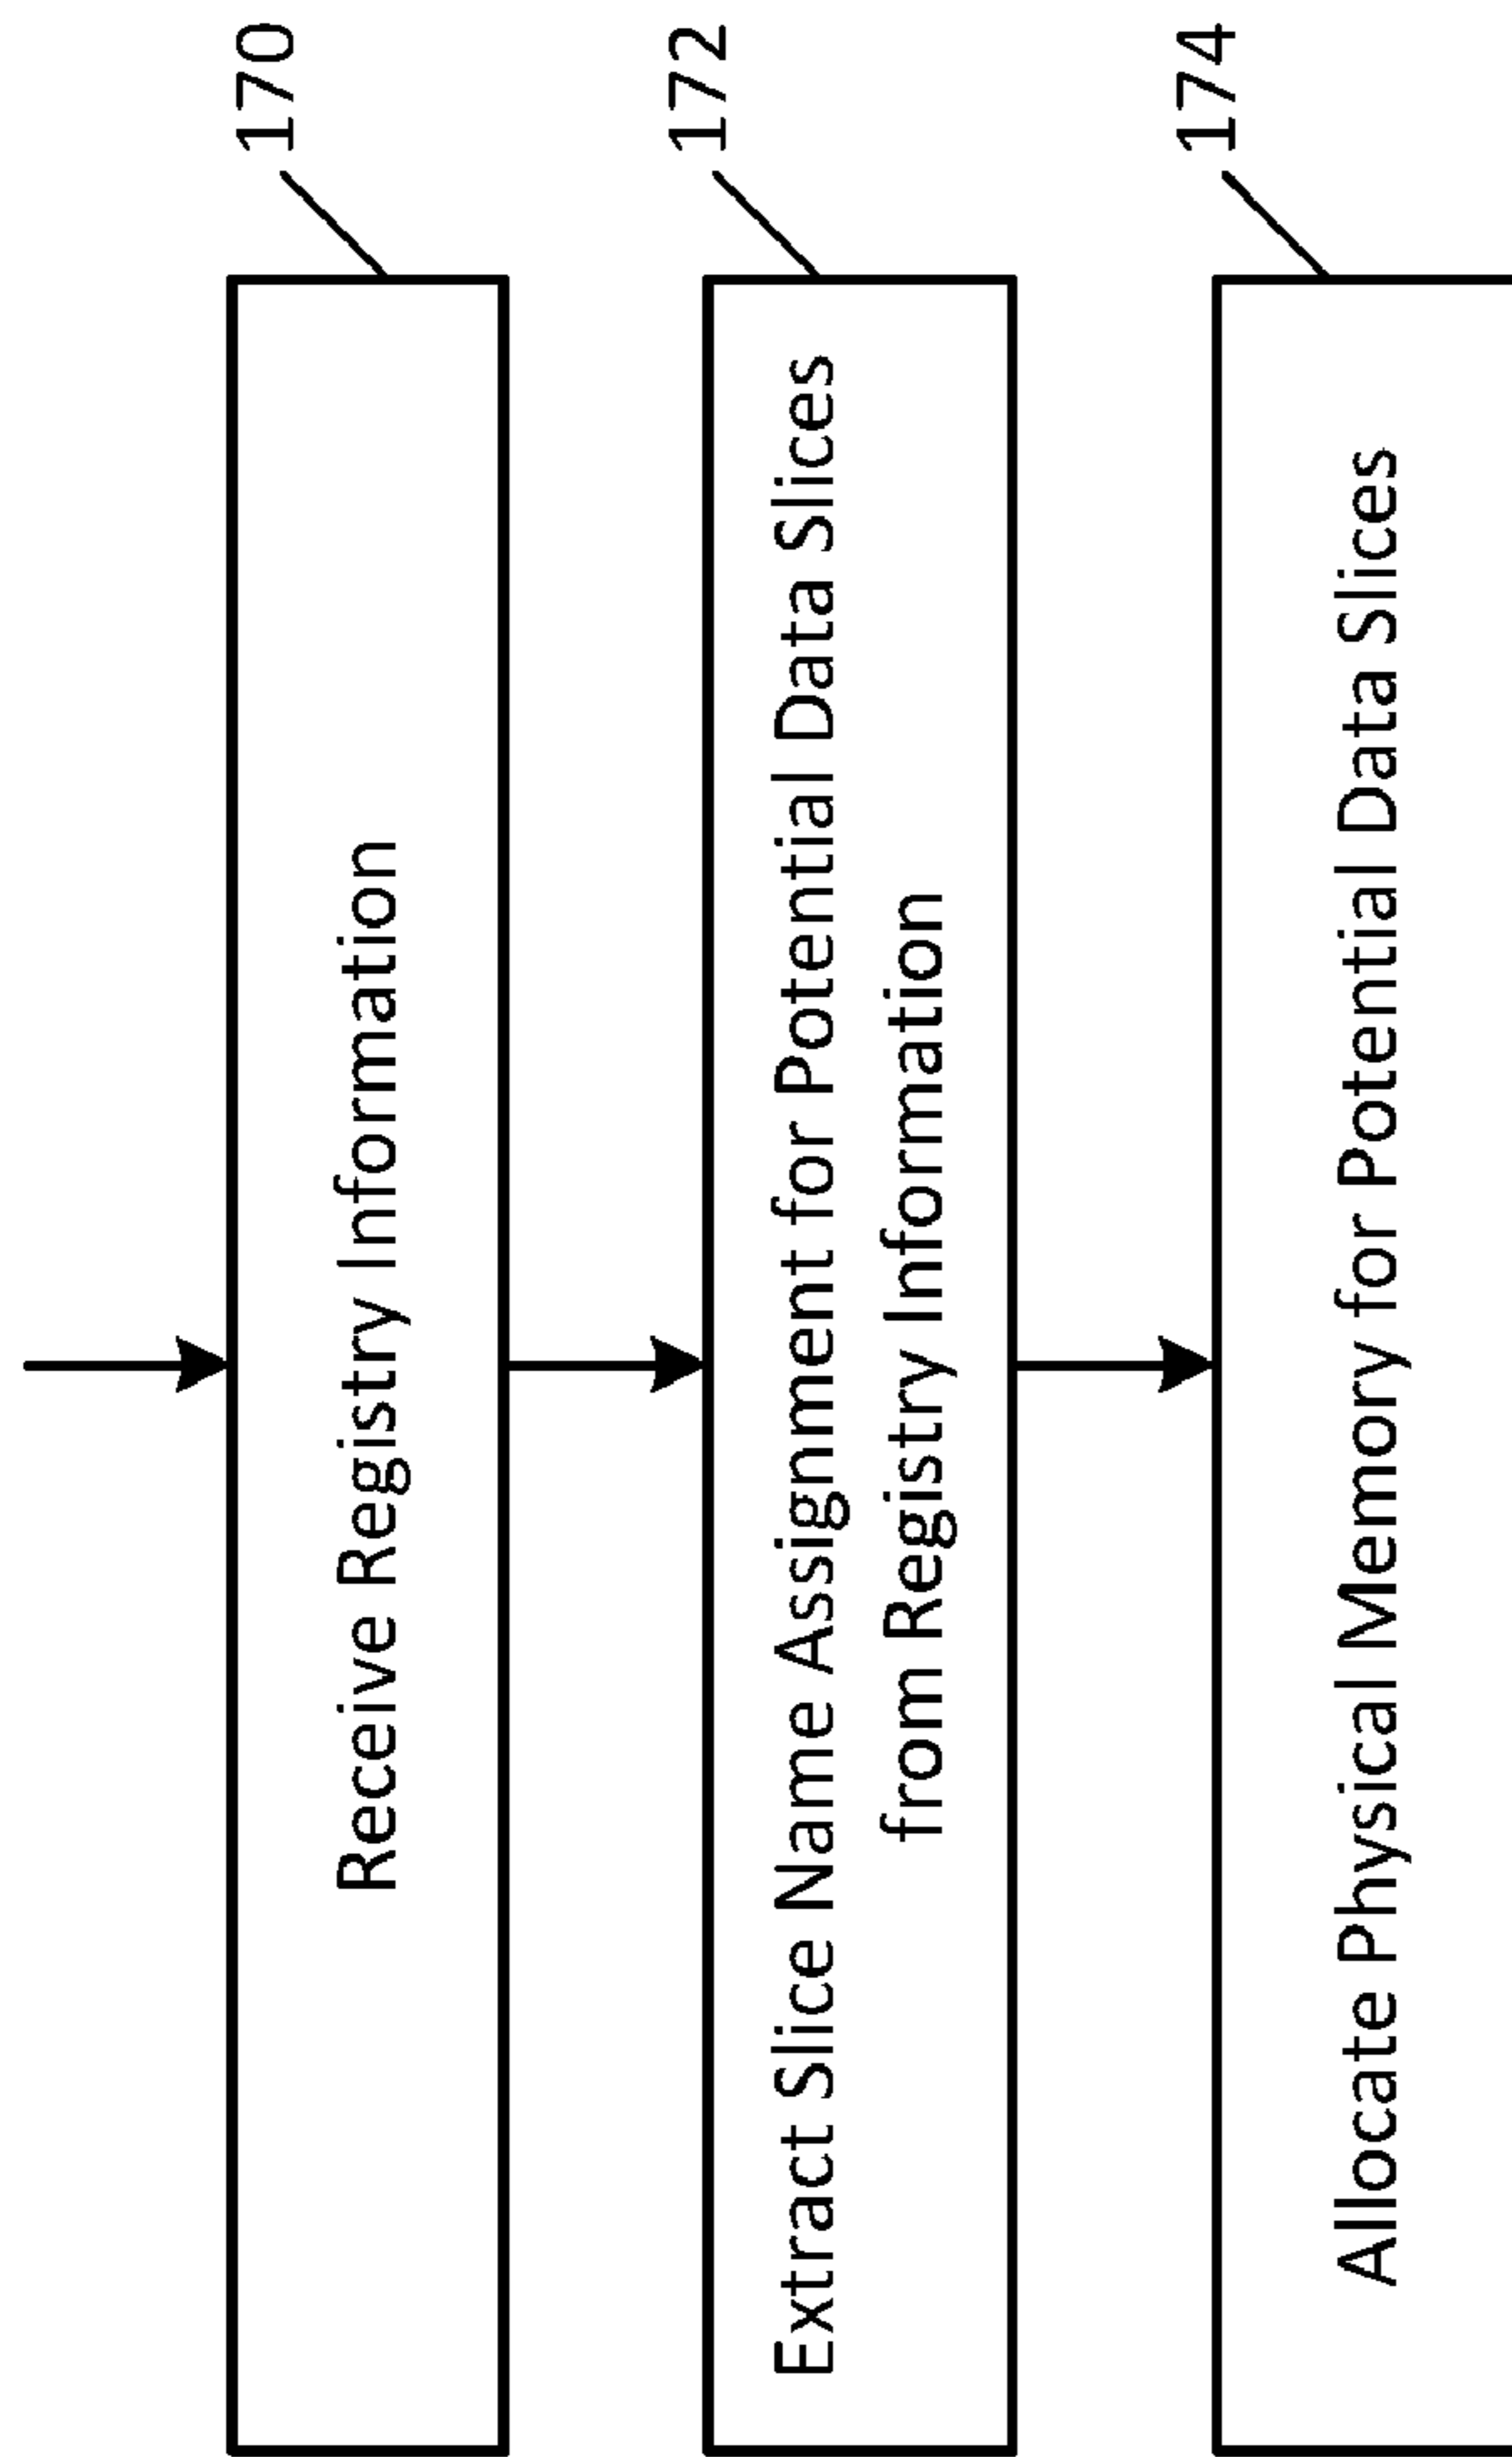 170
Receive Registry Information
172
Extract Slice Name Assignment for Potential Data Slices
from Registry Information
174
Allocate Physical Memory for Potential Data Slices